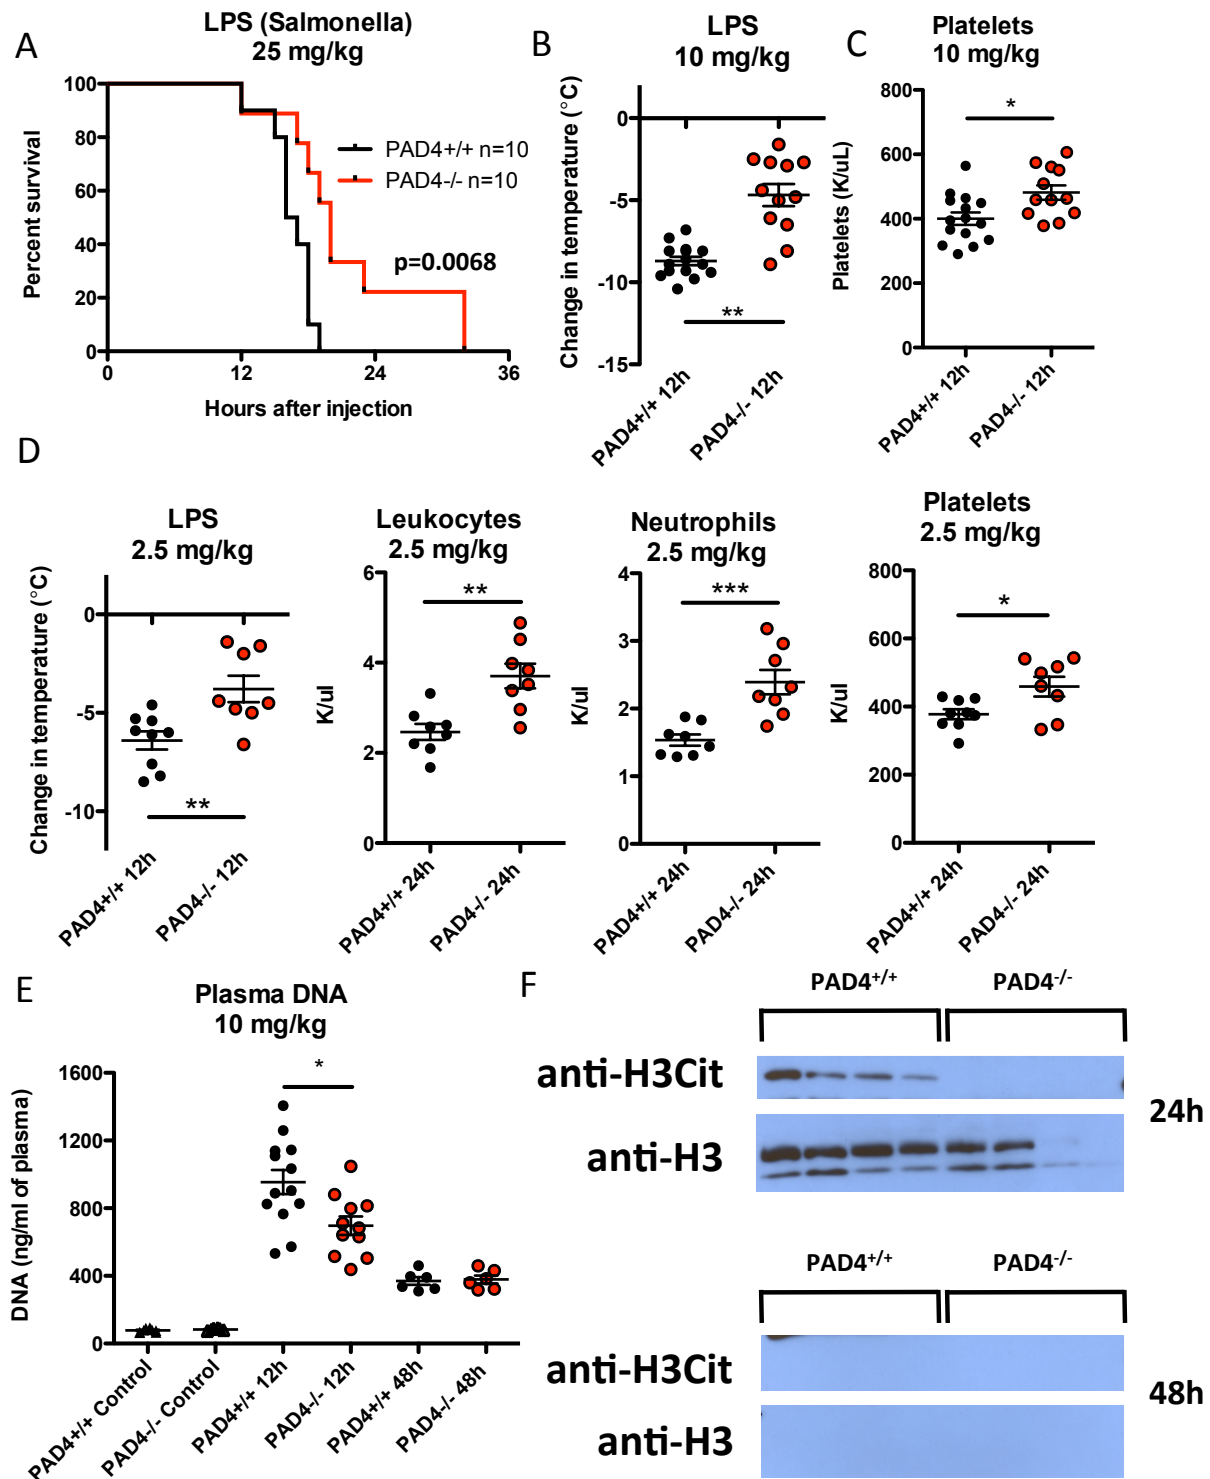 A
LPS (Salmonella)
25 mg/kg
Percent survival
100
80
60
40
20
0
0
12
24
36
Hours after injection
PAD4+/+ n=10
PAD4-/- n=10
p=0.0068
B
LPS
10 mg/kg
Change in temperature (°C)
0
-5
-10
-15
**
PAD4+/+ 12h
PAD4-/- 12h
C
Platelets
10 mg/kg
Platelets (K/uL)
800
600
400
200
0
*
PAD4+/+ 12h
PAD4-/- 12h
D
LPS
2.5 mg/kg
Change in temperature (°C)
0
-5
-10
**
PAD4+/+ 12h
PAD4-/- 12h
Leukocytes
2.5 mg/kg
K/ul
6
4
2
0
**
PAD4+/+ 24h
PAD4-/- 24h
Neutrophils
2.5 mg/kg
K/ul
4
3
2
1
0
***
PAD4+/+ 24h
PAD4-/- 24h
Platelets
2.5 mg/kg
K/ul
800
600
400
200
0
*
PAD4+/+ 24h
PAD4-/- 24h
E
Plasma DNA
10 mg/kg
DNA (ng/ml of plasma)
1600
1200
800
400
0
*
PAD4+/+ Control
PAD4-/- Control
PAD4+/+ 12h
PAD4-/- 12h
PAD4+/+ 48h
PAD4-/- 48h
F
PAD4+/+ PAD4-/-
anti-H3Cit
anti-H3
24h
PAD4+/+ PAD4-/-
anti-H3Cit
anti-H3
48h